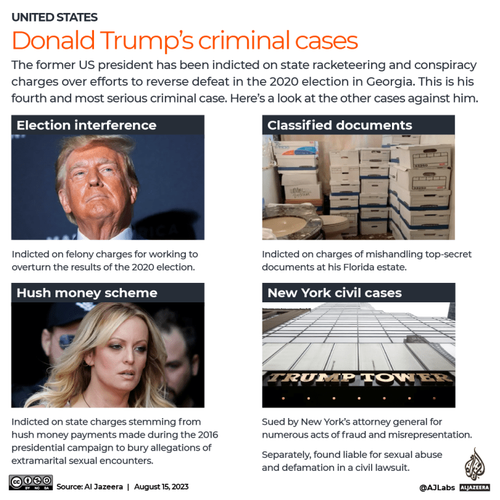 UNITED STATES
Donald Trump's criminal cases
The former US president has been indicted on state racketeering and conspiracy
charges over efforts to reverse defeat in the 2020 election in Georgia. This is his
fourth and most serious criminal case. Here's a look at the other cases against him.
Election interference
Indicted on felony charges for working to
overturn the results of the 2020 election.
Classified documents
Indicted on charges of mishandling top-secret
documents at his Florida estate.
Hush money scheme
Indicted on state charges stemming from
hush money payments made during the 2016
presidential campaign to bury allegations of
extramarital sexual encounters.
New York civil cases
TRUMP TOWER
Sued by New York's attorney general for
numerous acts of fraud and misrepresentation.
Separately, found liable for sexual abuse
and defamation in a civil lawsuit.
Source: Al Jazeera | August 15, 2023
@AJLabs ALJAZEERA